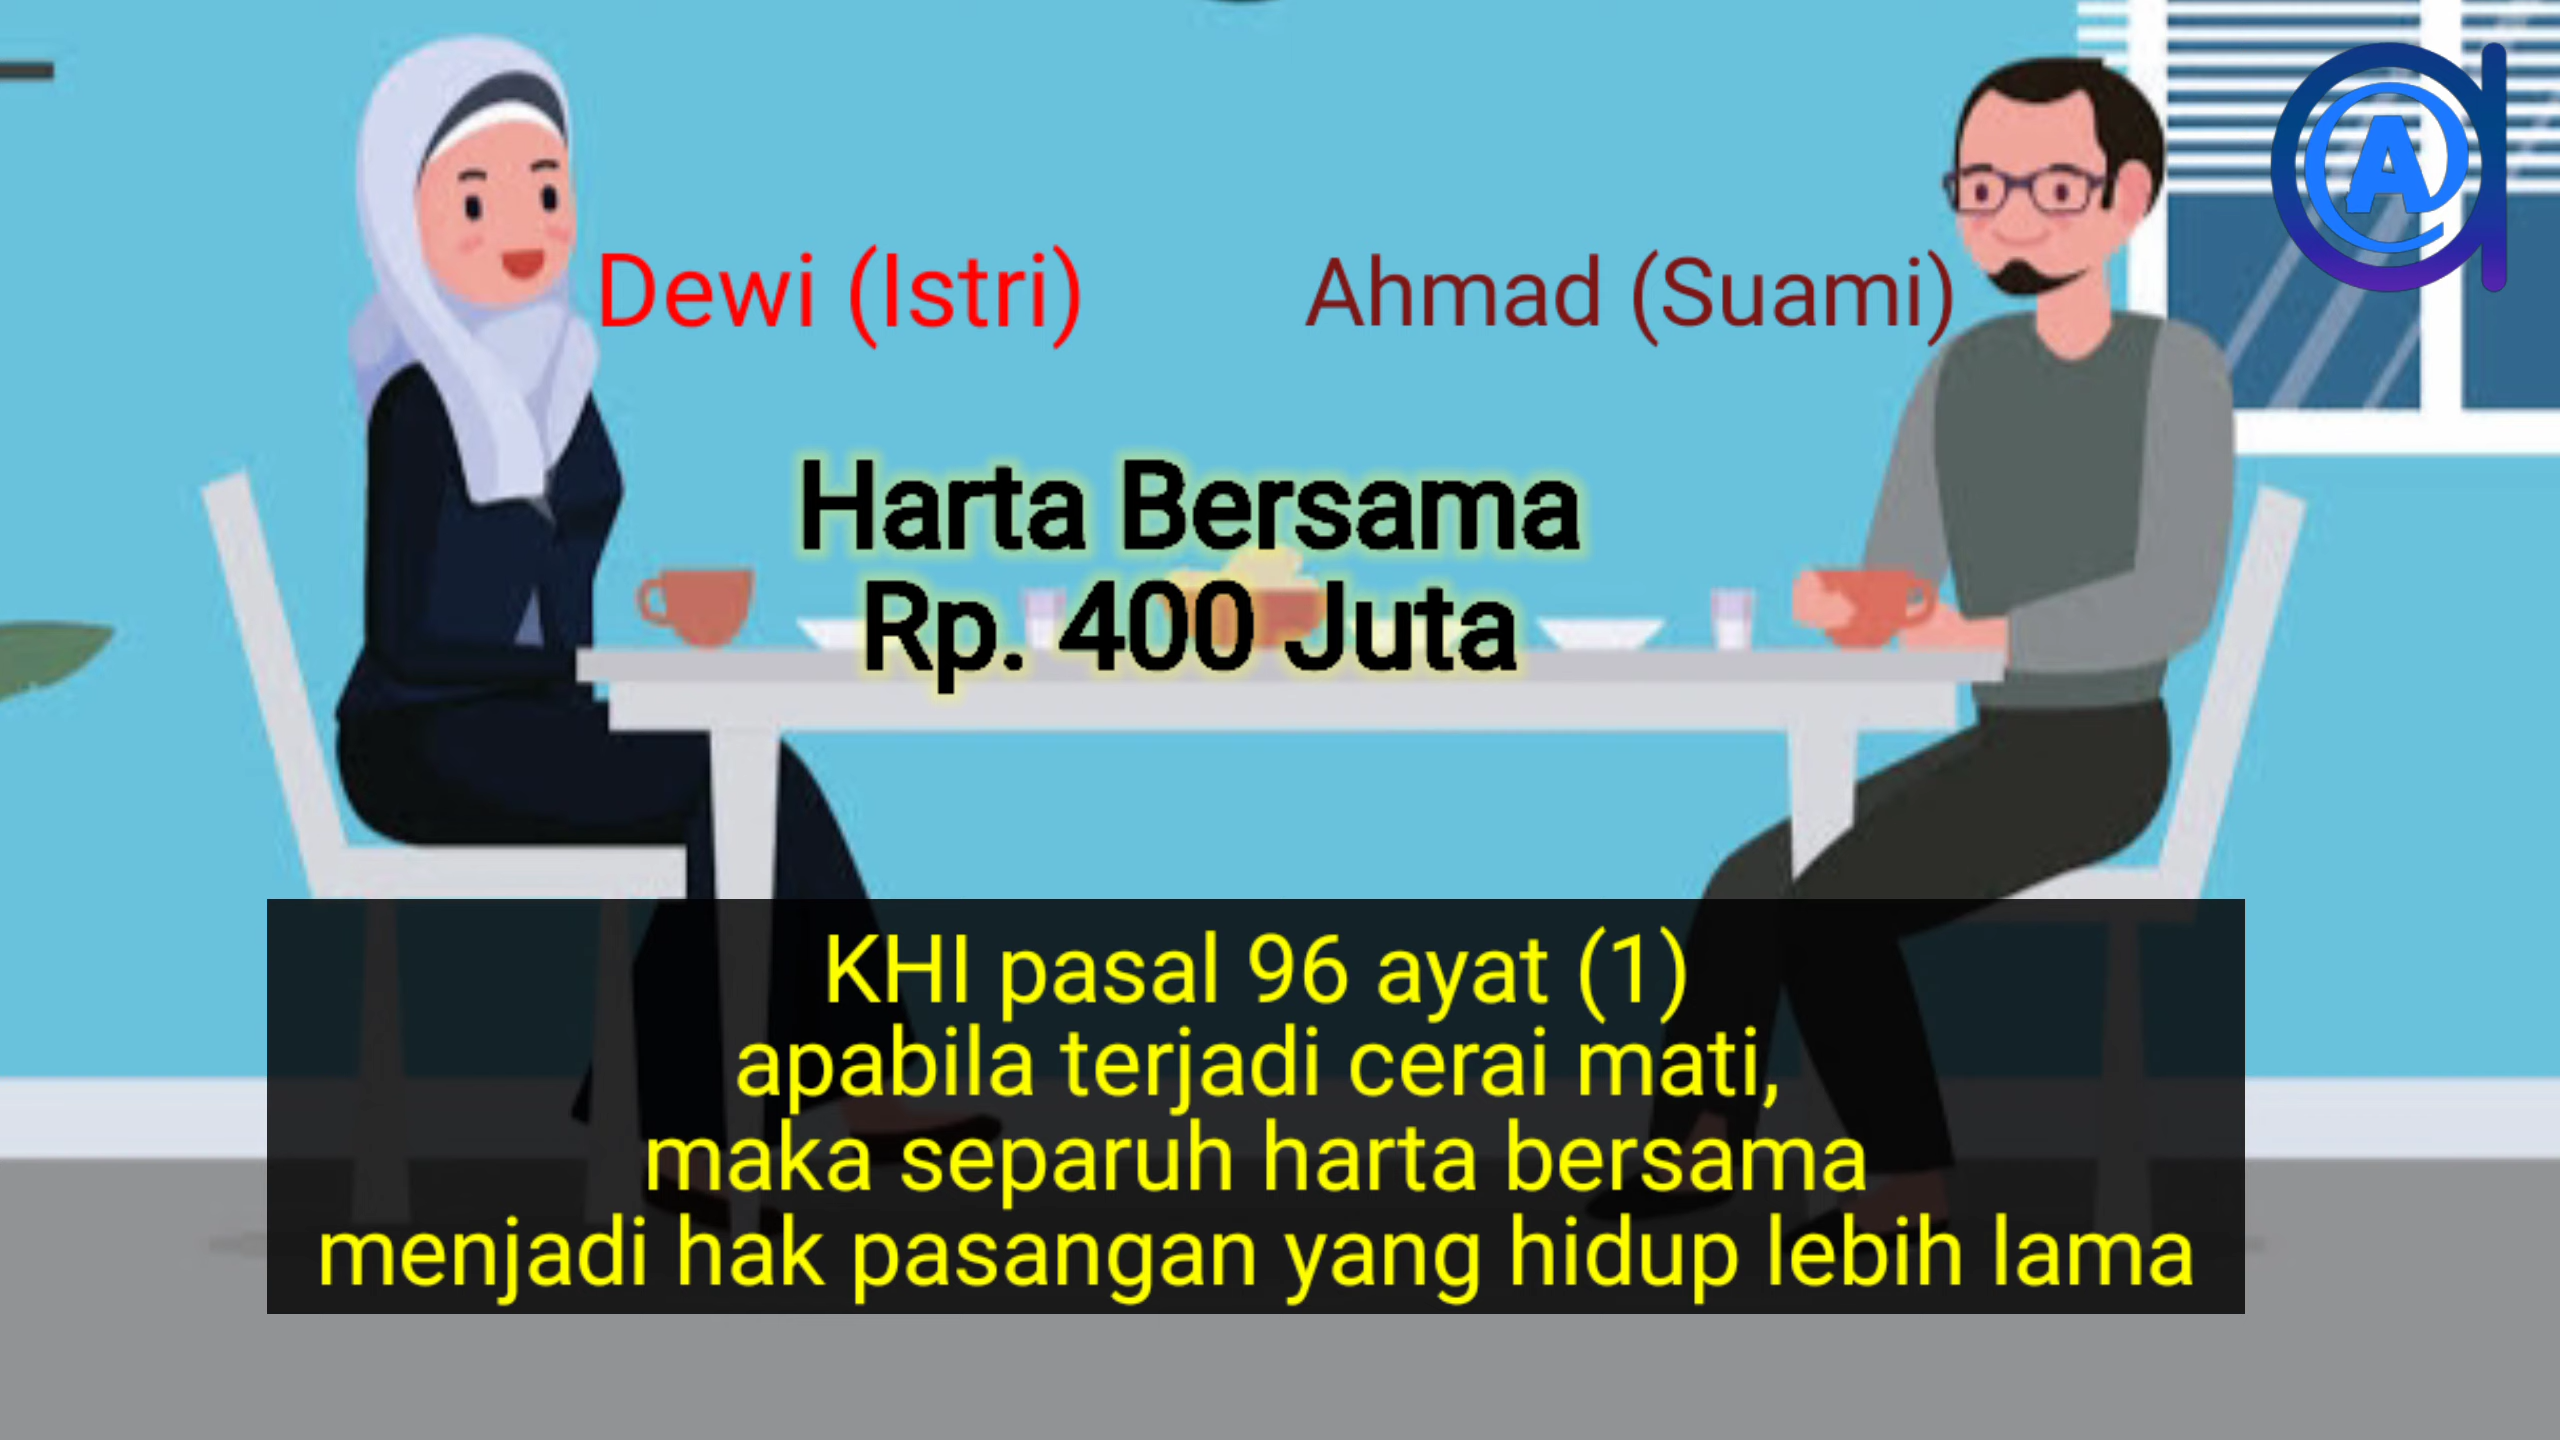 Dewi (Istri)
Ahmad (Suami)
Harta Bersama
Rp. 400 Juta
KHI pasal 96 ayat (1)
apabila terjadi cerai mati,
maka separuh harta bersama
menjadi hak pasangan yang hidup lebih lama
A